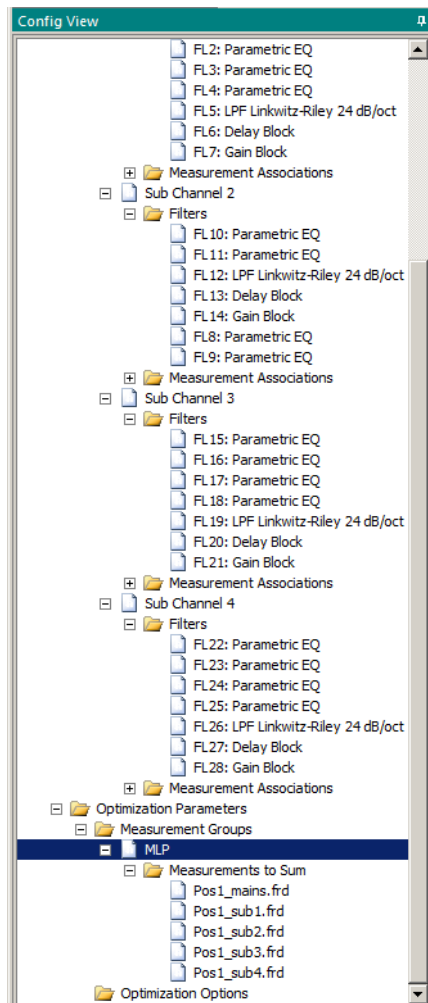 Config View
FL2: Parametric EQ
FL3: Parametric EQ
FL4: Parametric EQ
FL5: LPF Linkwitz-Riley 24 dB/oct
FL6: Delay Block
FL7: Gain Block
Measurement Associations
Sub Channel 2
Filters
FL10: Parametric EQ
FL11: Parametric EQ
FL12: LPF Linkwitz-Riley 24 dB/oct
FL13: Delay Block
FL14: Gain Block
FL8: Parametric EQ
FL9: Parametric EQ
Measurement Associations
Sub Channel 3
Filters
FL15: Parametric EQ
FL16: Parametric EQ
FL17: Parametric EQ
FL18: Parametric EQ
FL19: LPF Linkwitz-Riley 24 dB/oct
FL20: Delay Block
FL21: Gain Block
Measurement Associations
Sub Channel 4
Filters
FL22: Parametric EQ
FL23: Parametric EQ
FL24: Parametric EQ
FL25: Parametric EQ
FL26: LPF Linkwitz-Riley 24 dB/oct
FL27: Delay Block
FL28: Gain Block
Measurement Associations
Optimization Parameters
Measurement Groups
MLP
Measurements to Sum
Pos1_mains.frd
Pos1_sub1.frd
Pos1_sub2.frd
Pos1_sub3.frd
Pos1_sub4.frd
Optimization Options